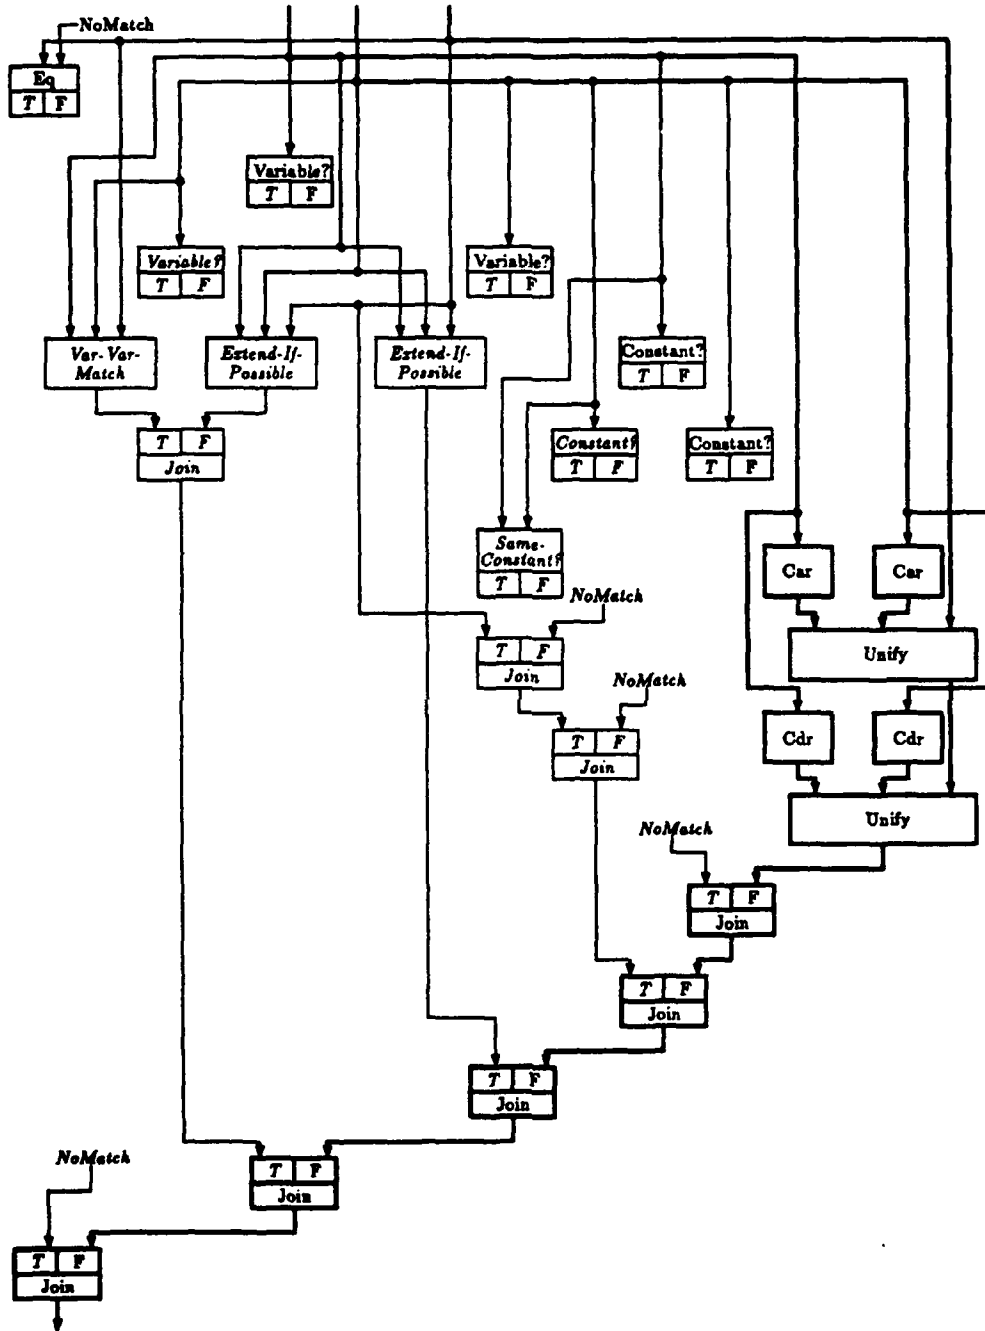 NoMatch
Eq
T F
Variable?
T F
Variable? Variable?
T F T F
Var-Var-
Match
Extend-If-
Possible
Extend-If-
Possible
Constant?
T F
T F
Join
Constant? Constant?
T F T F
Same-
Constant?
T F
Car Car
NoMatch
T F
Join
Unify
NoMatch
T F
Join
Cdr Cdr
Unify
NoMatch
T F
Join
T F
Join
T F
Join
NoMatch
T F
Join
T F
Join